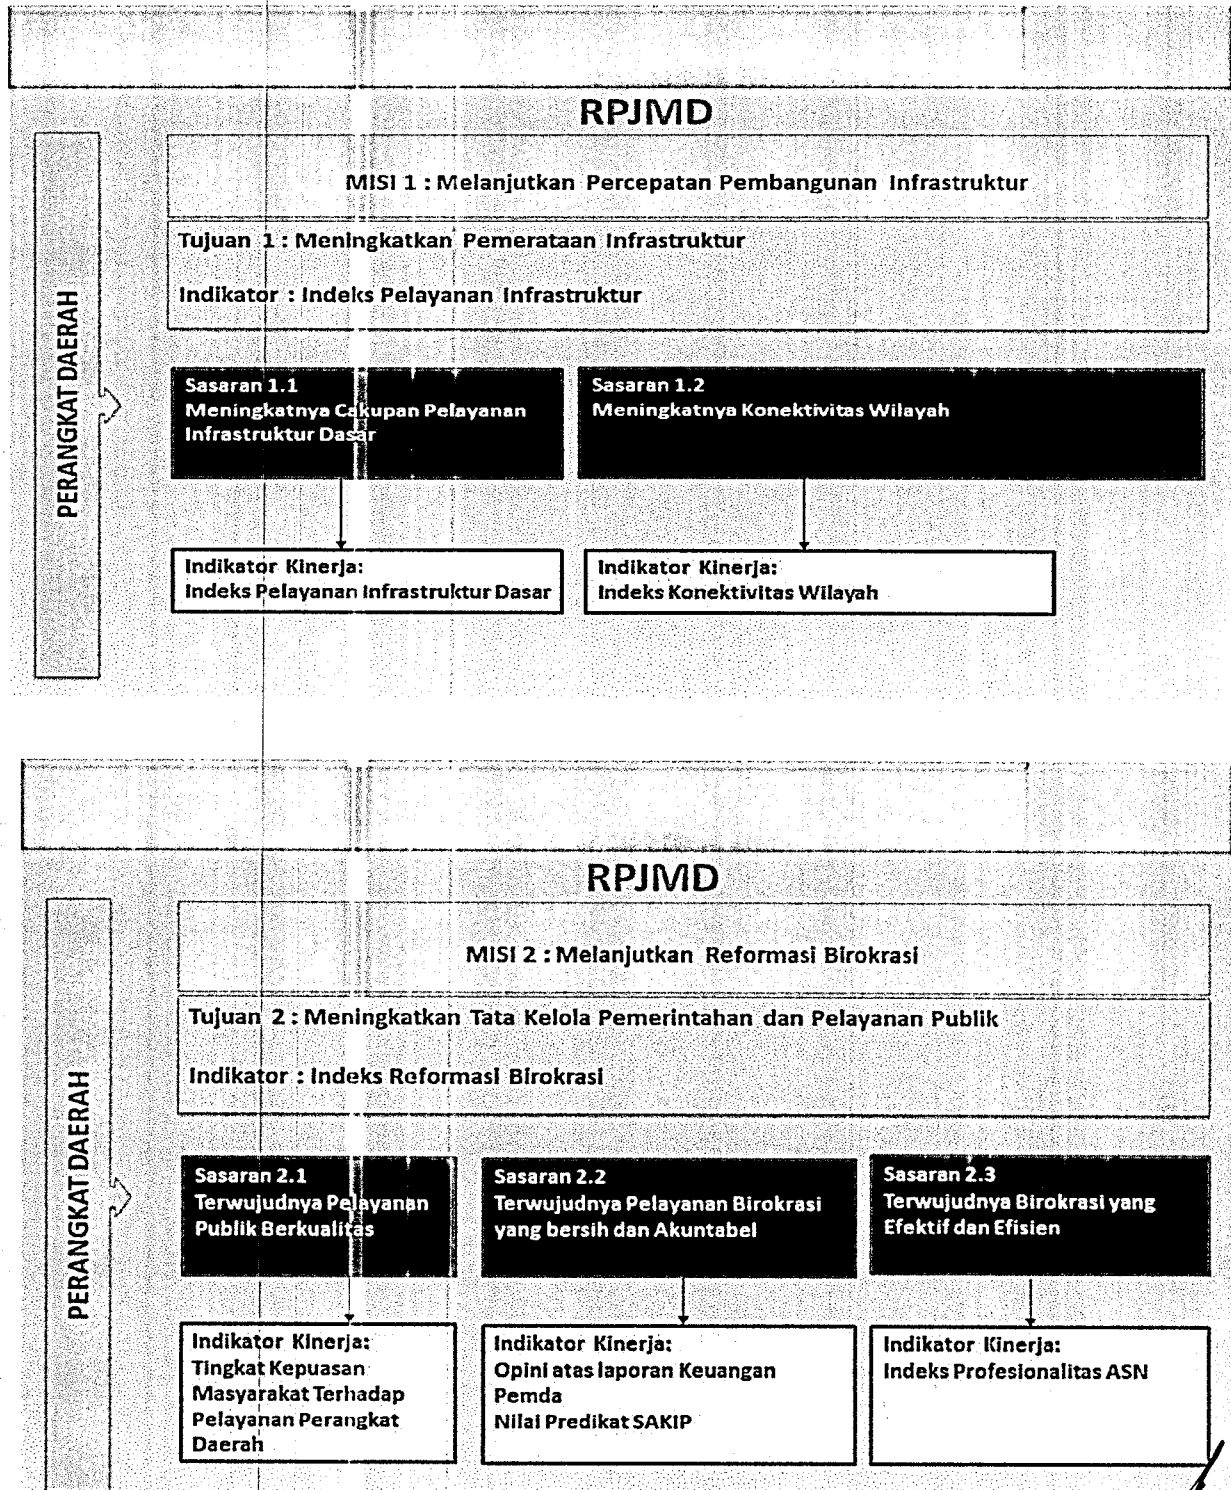 RPJMD
MISI 1 : Melanjutkan Percepatan Pembangunan Infrastruktur
Tujuan 1 : Meningkatkan Pemerataan Infrastruktur
Indikator : Indeks Pelayanan Infrastruktur
PERANGKAT DAERAH
Sasaran 1.1
Meningkatnya Cakupan Pelayanan
Infrastruktur Dasar
Sasaran 1.2
Meningkatnya Konektivitas Wilayah
Indikator Kinerja:
Indeks Pelayanan Infrastruktur Dasar
Indikator Kinerja:
Indeks Konektivitas Wilayah
RPJMD
MISI 2 : Melanjutkan Reformasi Birokrasi
Tujuan 2 : Meningkatkan Tata Kelola Pemerintahan dan Pelayanan Publik
Indikator : Indeks Reformasi Birokrasi
PERANGKAT DAERAH
Sasaran 2.1
Terwujudnya Pelayanan
Publik Berkualitas
Sasaran 2.2
Terwujudnya Pelayanan Birokrasi
yang bersih dan Akuntabel
Sasaran 2.3
Terwujudnya Birokrasi yang
Efektif dan Efisien
Indikator Kinerja:
Tingkat Kepuasan
Masyarakat Terhadap
Pelayanan Perangkat
Daerah
Indikator Kinerja:
Opini atas laporan Keuangan
Pemda
Nilai Predikat SAKIP
Indikator Kinerja:
Indeks Profesionalitas ASN